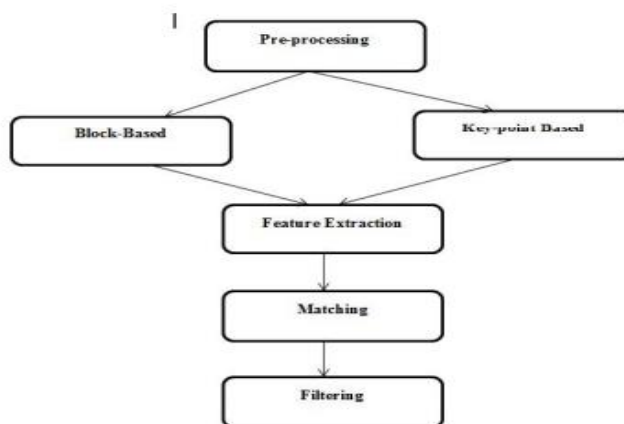 Pre-processing
Block-Based
Key-point Based
Feature Extraction
Matching
Filtering